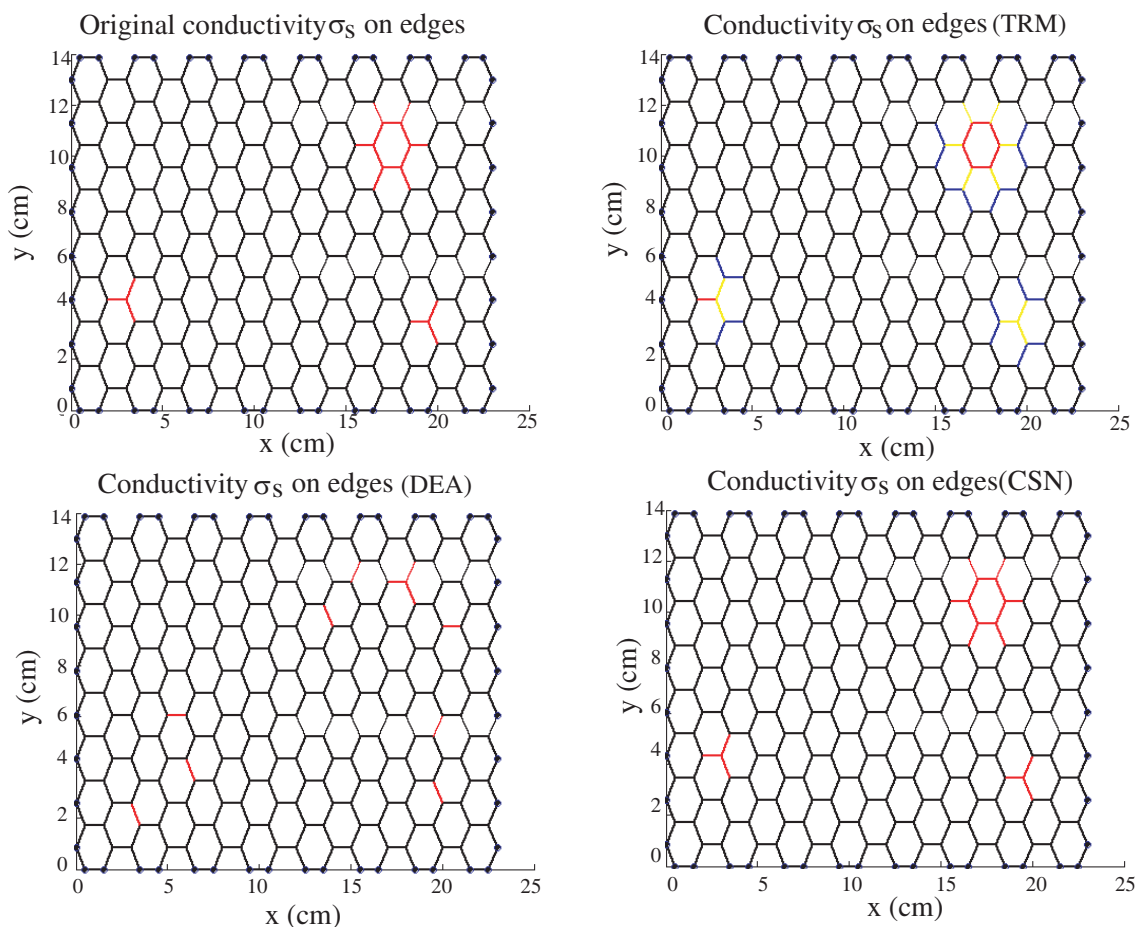 Original conductivity σs on edges
14
12
10
8
6
4
2
0
y (cm)
0 5 10 15 20 25
x (cm)
Conductivity σs on edges (TRM)
14
12
10
8
6
4
2
0
y (cm)
0 5 10 15 20 25
x (cm)
Conductivity σs on edges (DEA)
14
12
10
8
6
4
2
0
y (cm)
0 5 10 15 20 25
x (cm)
Conductivity σs on edges(CSN)
14
12
10
8
6
4
2
0
y (cm)
0 5 10 15 20 25
x (cm)